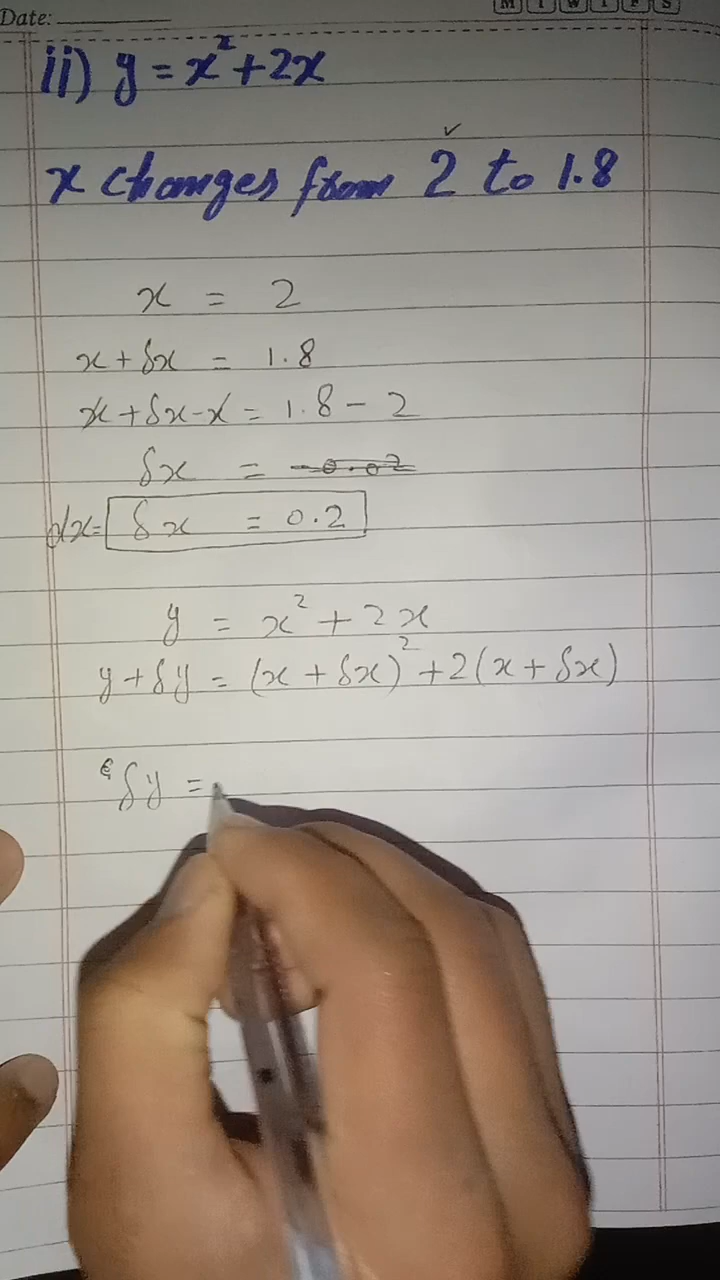 Date:
M T W T F S
ii) y = x² + 2x
x changes from 2 to 1.8
x = 2
x + δx = 1.8
x + δx - x = 1.8 - 2
δx = -0.02
dx = δx = 0.2
y = x² + 2x
y + δy = (x + δx)² + 2(x + δx)
δy =